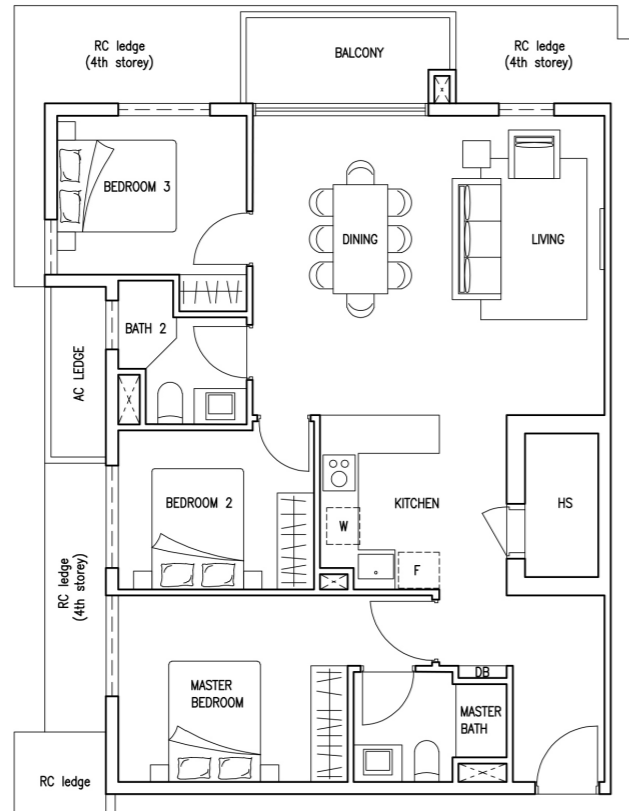 RC ledge
(4th storey)
BALCONY
RC ledge
(4th storey)
BEDROOM 3
DINING
LIVING
BATH 2
AC LEDGE
BEDROOM 2
W
KITCHEN
F
HS
RC ledge
(4th storey)
MASTER
BEDROOM
DB
MASTER
BATH
RC ledge